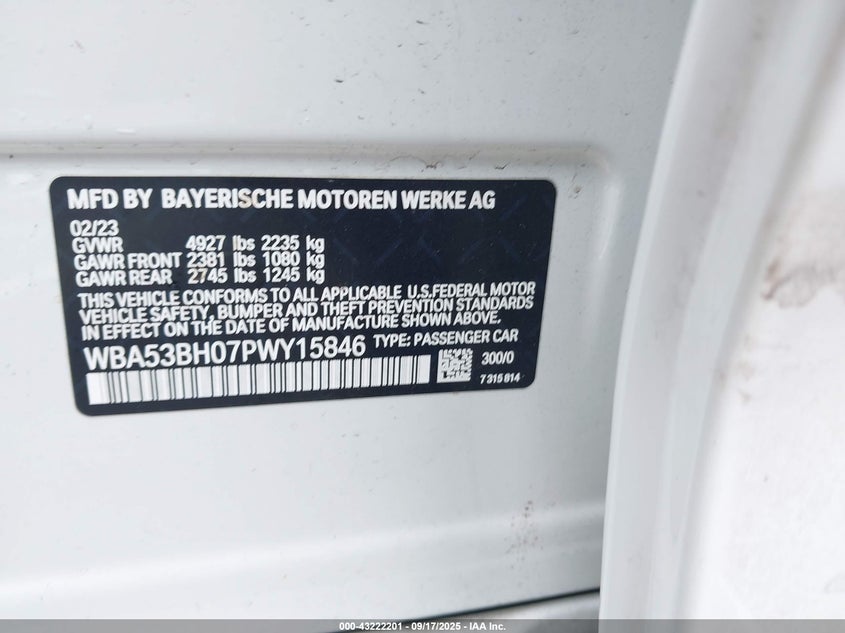 MFD BY BAYERISCHE MOTOREN WERKE AG
02/23
GVWR 4927 lbs 2235 kg
GAWR FRONT 2381 lbs 1080 kg
GAWR REAR 2745 lbs 1245 kg
THIS VEHICLE CONFORMS TO ALL APPLICABLE U.S.FEDERAL MOTOR
VEHICLE SAFETY, BUMPER AND THEFT PREVENTION STANDARDS
IN EFFECT ON THE DATE OF MANUFACTURE SHOWN ABOVE.
WBA53BH07PWY15846 TYPE: PASSENGER CAR
300/0
7315814
000-43222201 - 09/17/2025 - IAA Inc.